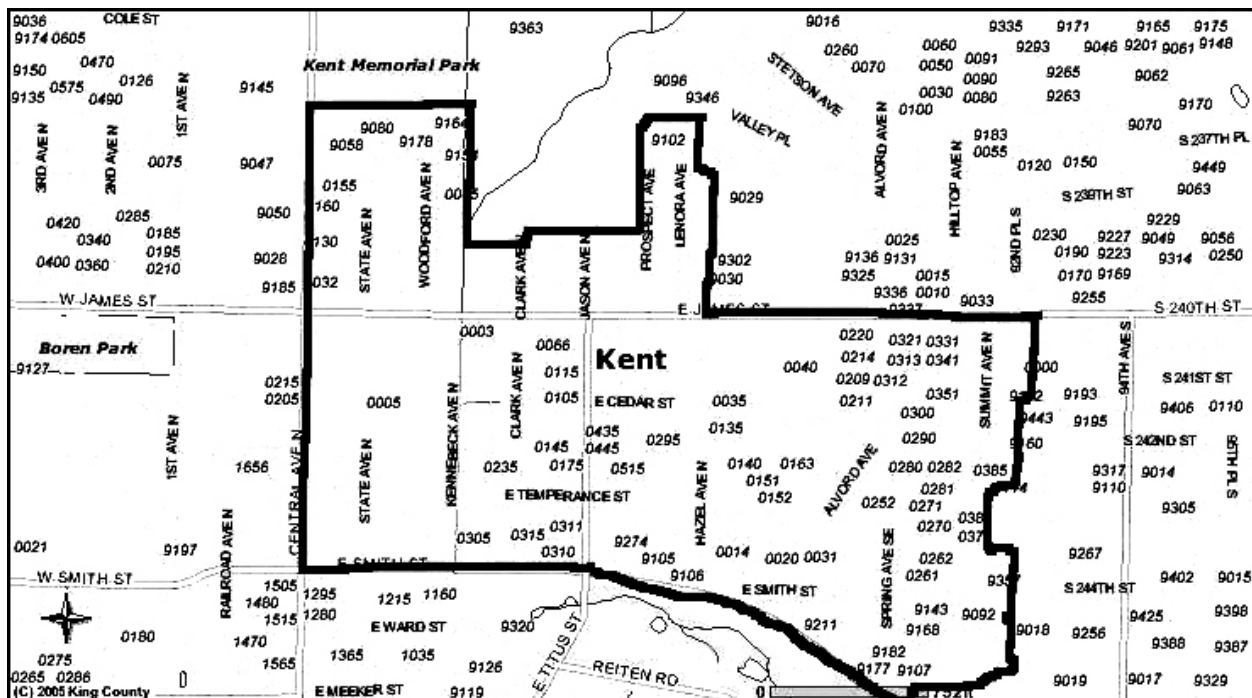 9036 COLE ST 9363 9016 9335 9171 9165 9175
9174 0605 0260 0060 9293 9046 9201 9061 9148
0470 Kent Memorial Park STETSON AVE 0070 0050 0091
9150 0575 0126 9145 9096 0090 9265 9062
9135 0490 9346 0030 0080 9263
1ST AVE N VALLEY PL 0100 9170
9080 9164 9070
9058 9178 9102 9183 S 237TH PL
3RD AVE N 2ND AVE N 0075 9047 ALVORD AVE N HILLTOP AVE N 0055 0120 0150 9449
0155 9029 S 239TH ST 9063
0420 0285 9050 160 STATE AVE N WOODFORD AVE N PROSPECT AVE LENORA AVE 92ND PL S 9229
0340 0185 130 0025 0230 9227 9049 9056
0195 9028 CLARK AVE N JASON AVE N 9302 9136 9131 0190 9223 9314 0250
0400 0360 0210 032 9030 9325 0015 0170 9169
9185 9336 0010 9033 9255
W JAMES ST S 240TH ST
0003 0220 0321 0331
Boren Park 0066 Kent 0214 0313 0341 SUMMIT AVE N 94TH AVE S
9127 0115 0040 0209 0312 S 241ST ST
0215 0105 E CEDAR ST 0035 0211 0351 9193 9406 0110
0205 0005 KENNEBECK AVE N CLARK AVE N 0300 9443 9195
1ST AVE N 0435 0135 0290 9160 S 242ND ST 95TH PL S
0145 0445 0295 ALVORD AVE
1656 CENTRAL AVE N STATE AVE N 0235 0175 0515 0140 0163 0280 0282 0385 9317 9014
E TEMPERANCE ST HAZEL AVE N 0151 0281 9110
0152 0252 0271 9305
RAILROAD AVE N 0305 0315 0311 9274 0270
0021 9197 0310 9105 0014 0020 0031 0262 9267
W SMITH ST E SMITH ST 9106 0261 9357 9402 9015
1505 1295 1215 1160 E SMITH ST SPRING AVE SE S 244TH ST
1480 1280 9143 9092 9425 9398
0180 1515 E WARD ST 9320 E TITUS ST 9211 9168 9018 9256
1470 9388 9387
0275 1565 1365 1035 9126 REITEN RD 9182
0265 0286 0 9177 9107
(C) 2005 King County E MEEKER ST 9119 0 752ft 9019 9017 9329